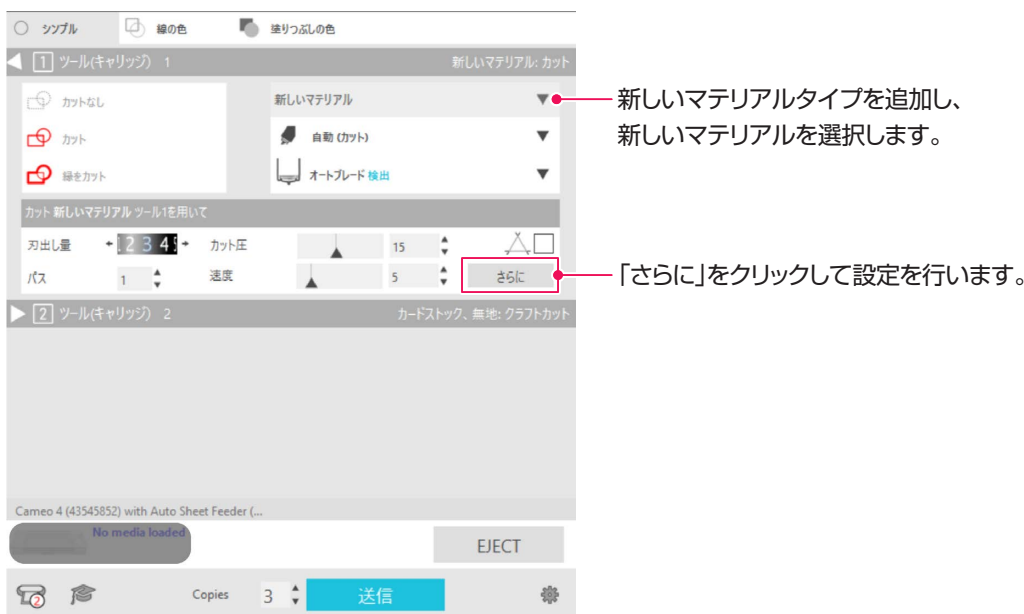 シンプル 線の色 塗りつぶしの色
1 ツール(キャリッジ) 1 新しいマテリアル: カット
カットなし 新しいマテリアル
カット 自動 (カット)
縁をカット オートブレード 検出
カット 新しいマテリアル ツール1を用いて
刃出し量 2 3 4 カット圧 15
パス 1 速度 5 さらに
2 ツール(キャリッジ) 2 カードストック、無地: クラフトカット
新しいマテリアルタイプを追加し、
新しいマテリアルを選択します。
「さらに」をクリックして設定を行います。
Cameo 4 (43545852) with Auto Sheet Feeder (...
No media loaded
EJECT
2 Copies 3 送信